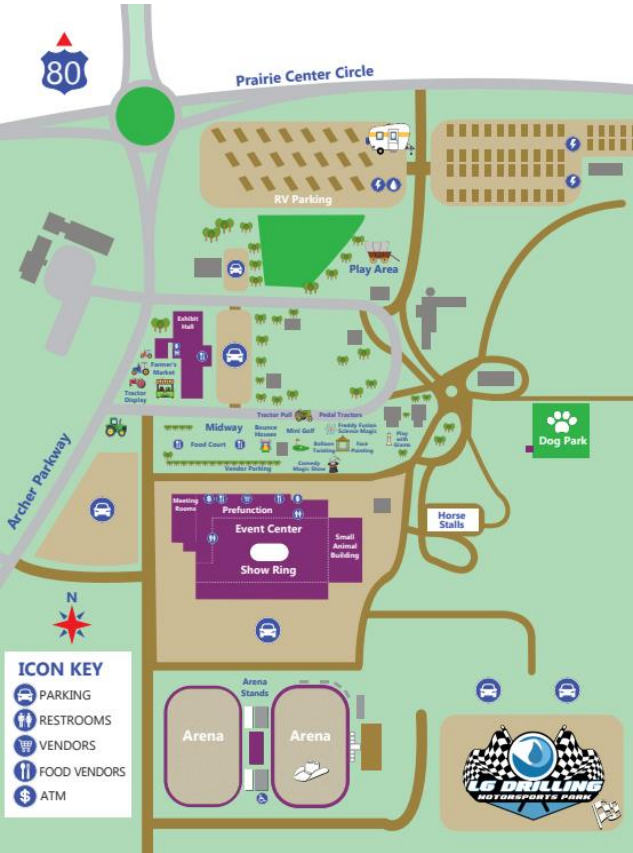 80
Prairie Center Circle
RV Parking
Play Area
Exhibit
Hall
$
Farmer's
Market
Tractor
Display
Tractor Pull
Pedal Tractors
Midway
Bounce
Houses
Mini Golf
Freddy Fusion
Science Magic
Food Court
Balloon
Twisting
Face
Painting
Play
with
Giants
Vendor Parking
Comedy
Magic Show
Dog Park
Archer Parkway
Meeting
Rooms
$
$
Prefunction
Event Center
Show Ring
Small
Animal
Building
Horse
Stalls
N
ICON KEY
PARKING
RESTROOMS
VENDORS
FOOD VENDORS
$ ATM
Arena
Stands
Arena
Arena
LG DRILLING
MOTORSPORTS PARK